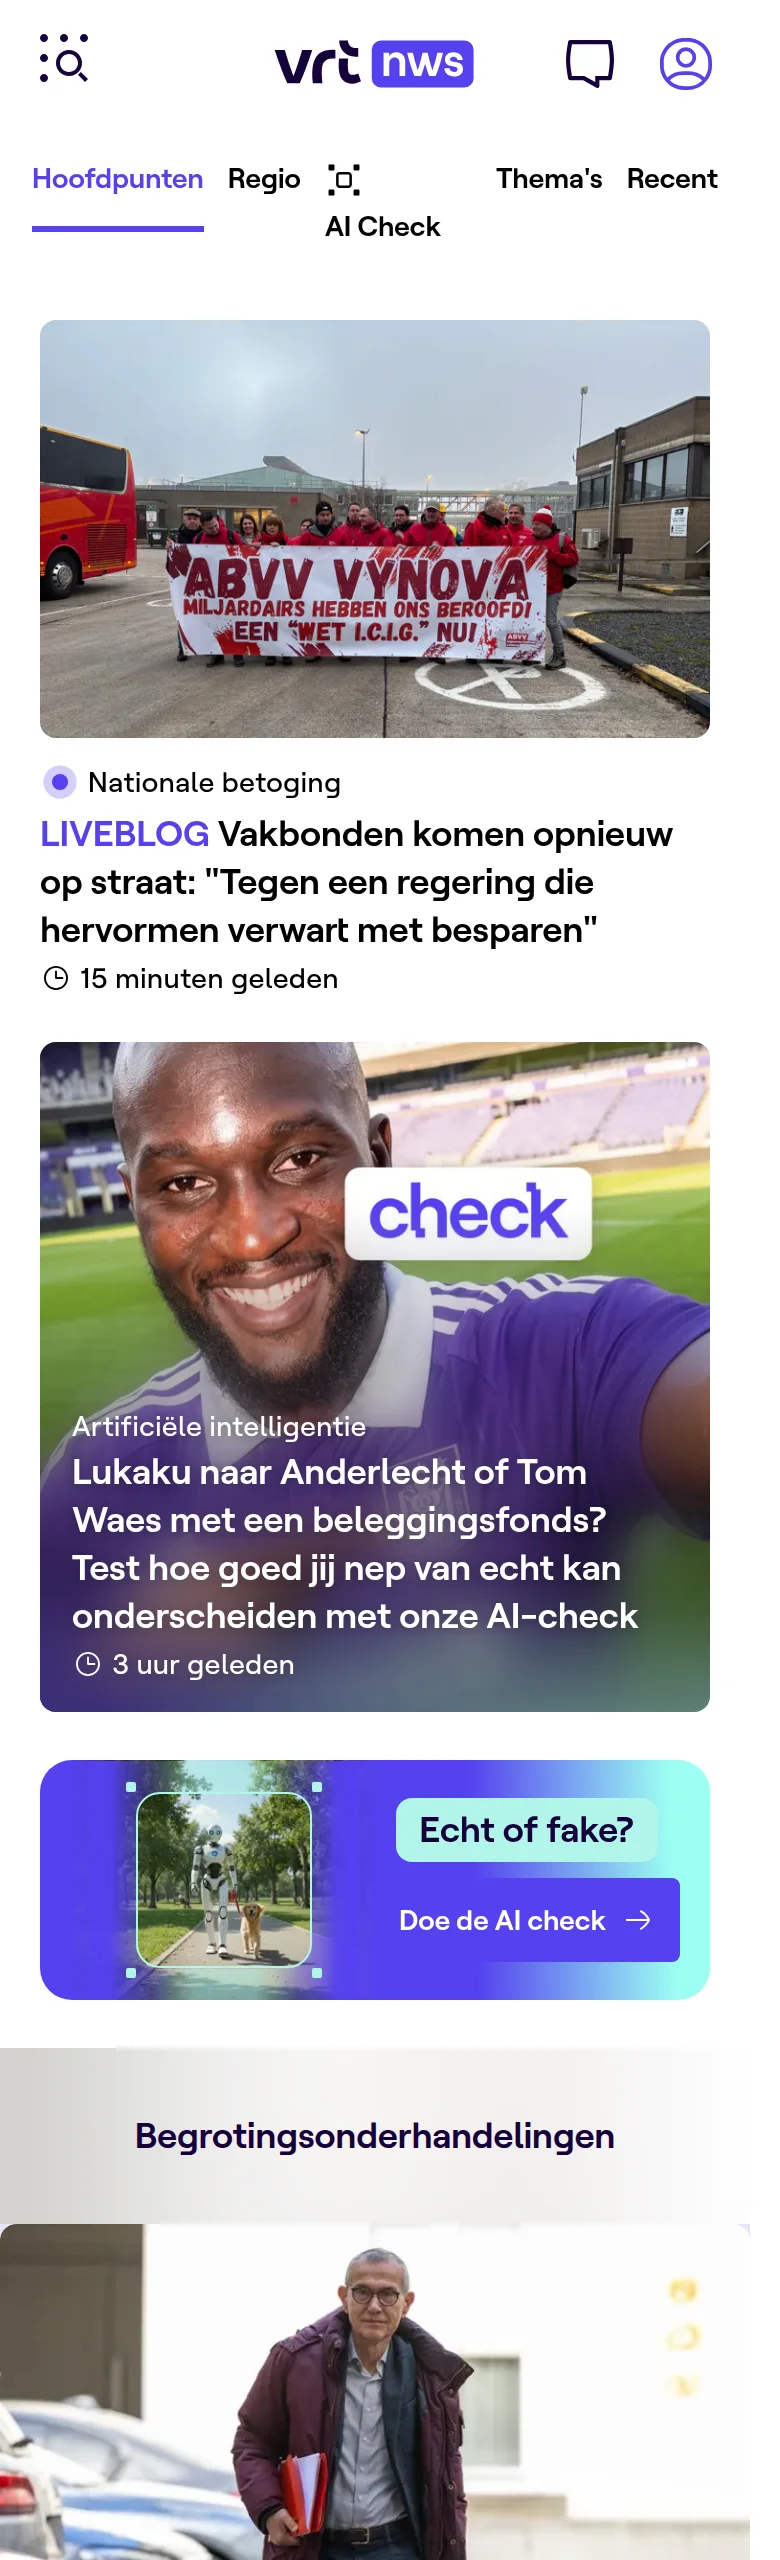 vrt nws
Hoofdpunten Regio AI Check Thema's Recent
ABVV VYNOVA
MILJARDAIRS HEBBEN ONS BEROOFD!
EEN "WET I.C.I.G." NU!
ABVV
Nationale betoging
LIVEBLOG Vakbonden komen opnieuw
op straat: "Tegen een regering die
hervormen verwart met besparen"
15 minuten geleden
check
Artificiële intelligentie
Lukaku naar Anderlecht of Tom
Waes met een beleggingsfonds?
Test hoe goed jij nep van echt kan
onderscheiden met onze AI-check
3 uur geleden
Echt of fake?
Doe de AI check
Begrotingsonderhandelingen